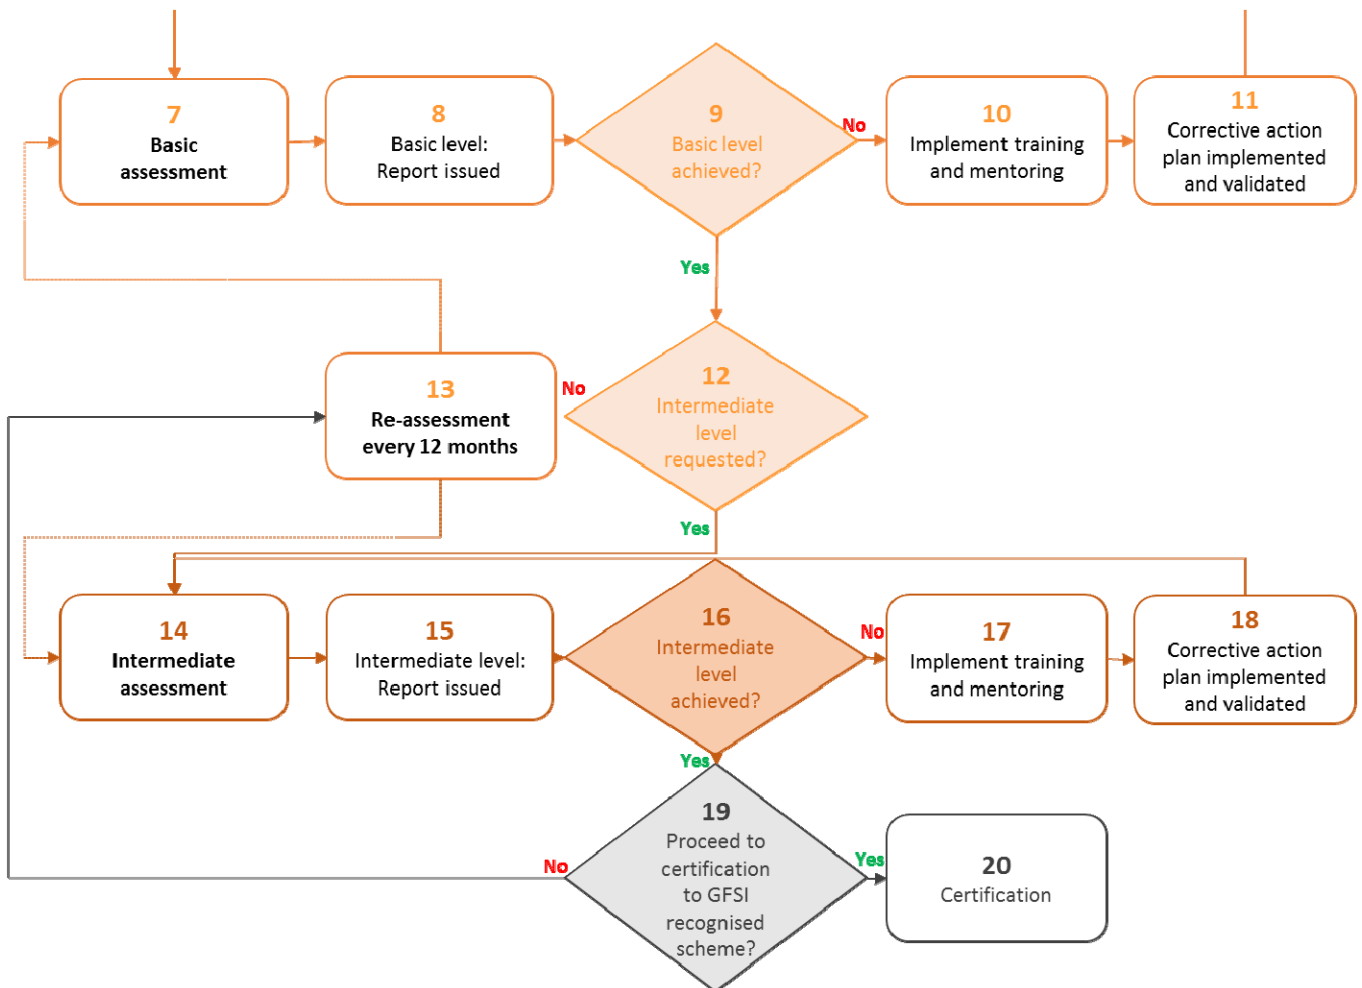 7
Basic
assessment
8
Basic level:
Report issued
9
Basic level
achieved?
No
10
Implement training
and mentoring
11
Corrective action
plan implemented
and validated
Yes
13
Re-assessment
every 12 months
No
12
Intermediate
level
requested?
Yes
14
Intermediate
assessment
15
Intermediate level:
Report issued
16
Intermediate
level
achieved?
No
17
Implement training
and mentoring
18
Corrective action
plan implemented
and validated
Yes
19
Proceed to
certification
to GFSI
recognised
scheme?
No
Yes
20
Certification